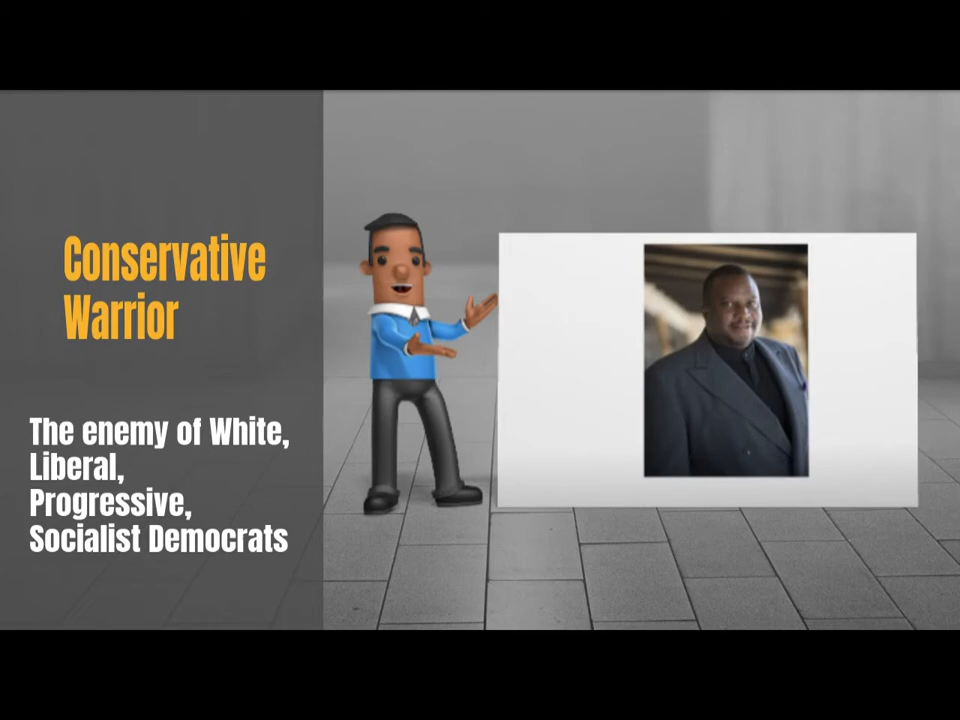 Conservative
Warrior
The enemy of White,
Liberal,
Progressive,
Socialist Democrats